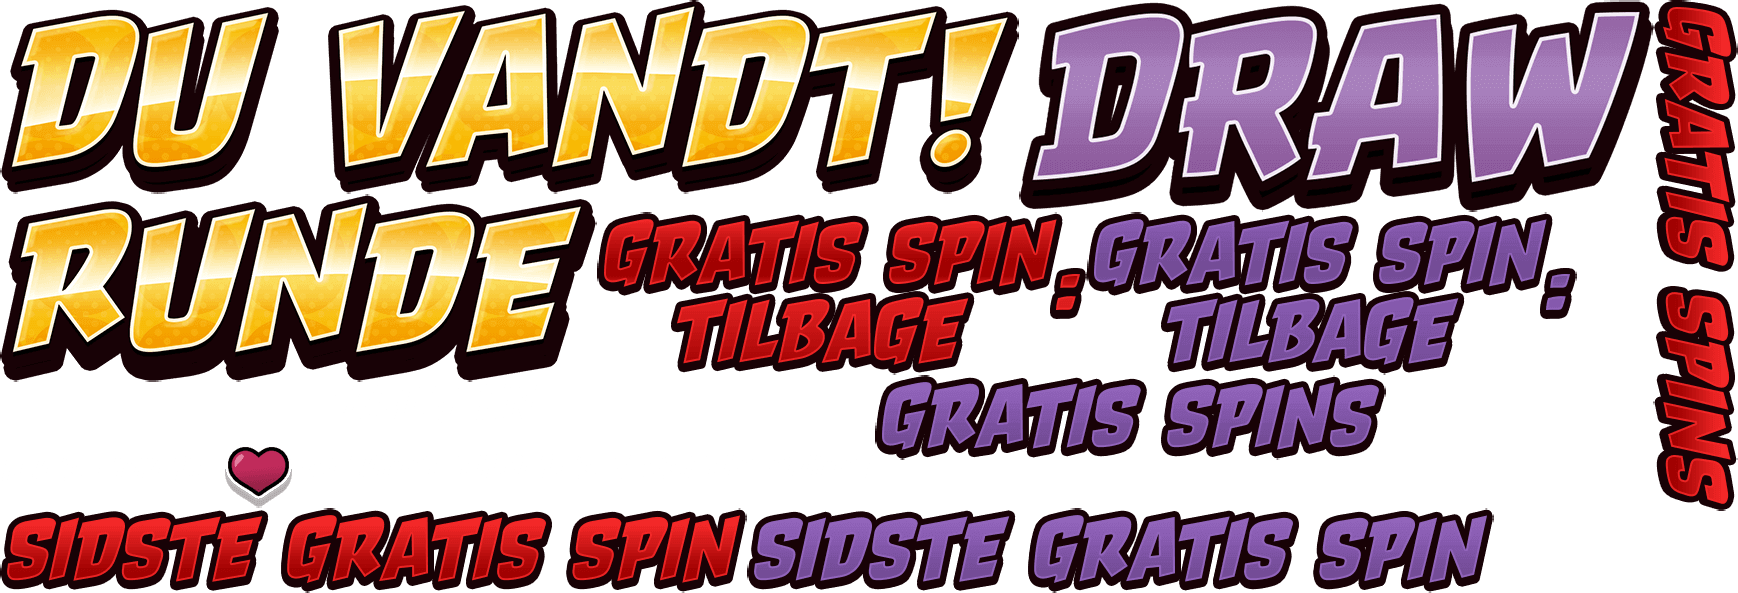 DU VANDT!
DRAW
GRATIS SPINS
RUNDE
GRATIS SPIN
TILBAGE :
GRATIS SPIN
TILBAGE :
GRATIS SPINS
SIDSTE GRATIS SPIN
SIDSTE GRATIS SPIN